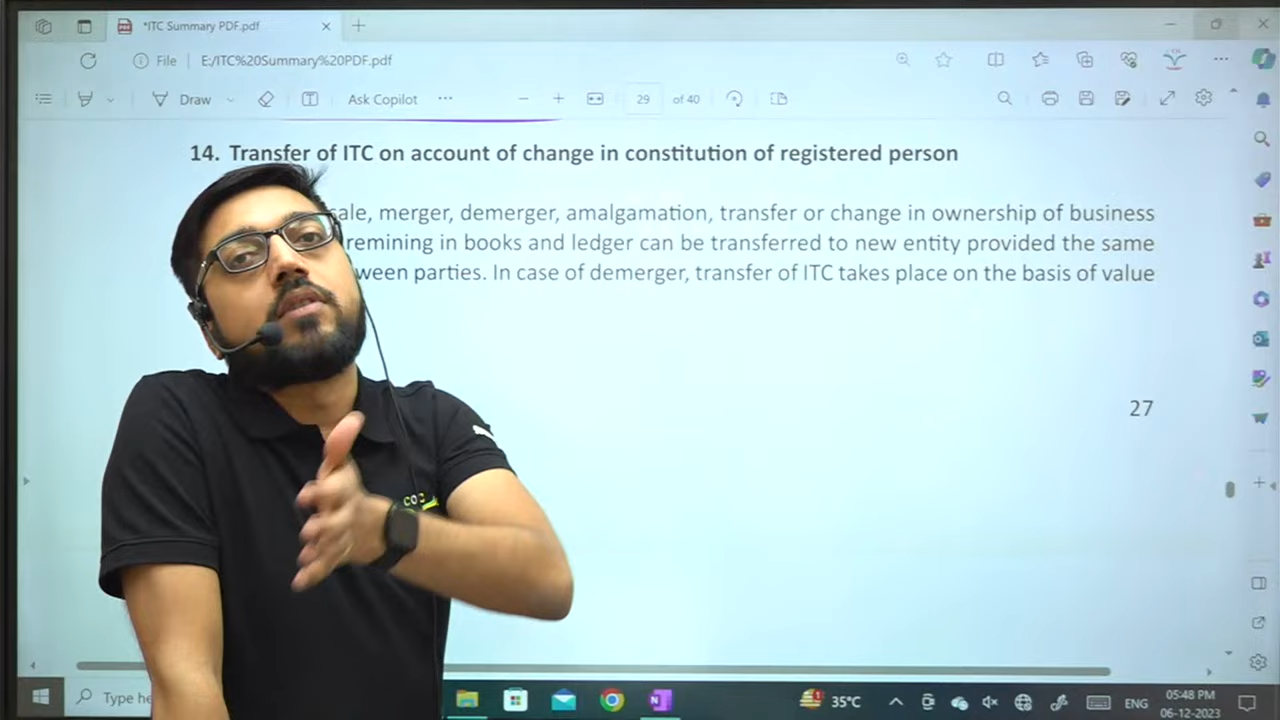 *ITC Summary PDF.pdf
File
E:/ITC%20Summary%20PDF.pdf
Draw
Ask Copilot
29
of 40
14. Transfer of ITC on account of change in constitution of registered person
sale, merger, demerger, amalgamation, transfer or change in ownership of business
remining in books and ledger can be transferred to new entity provided the same
ween parties. In case of demerger, transfer of ITC takes place on the basis of value
27
COC
Type he
35°C
ENG
05:48 PM
06-12-2023